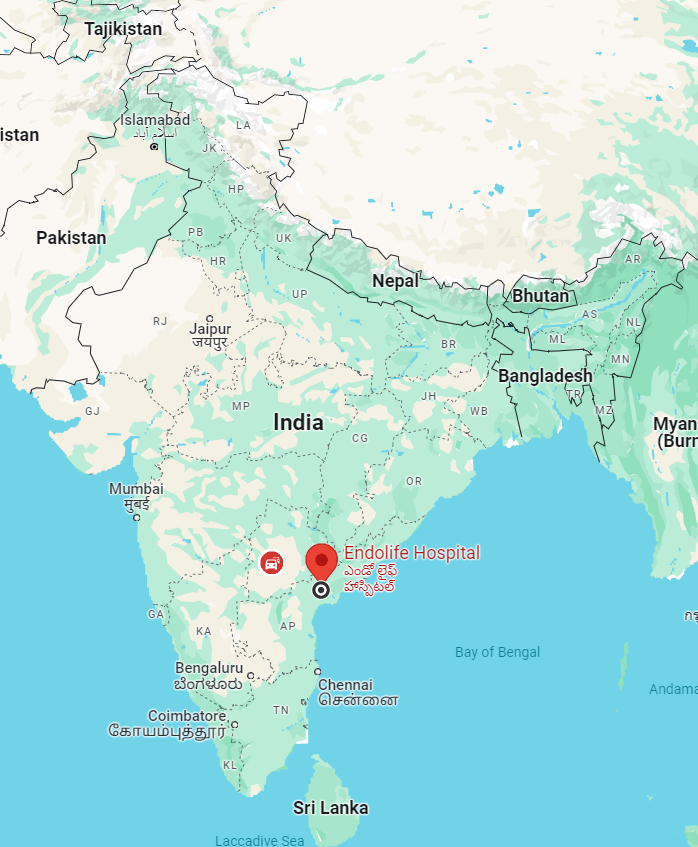 Tajikistan
Islamabad
اسلام آباد
istan
LA
JK
HP
Pakistan
PB
UK
HR
Nepal
AR
UP
Bhutan
RJ
Jaipur
जयपुर
AS
NL
ML
BR
MN
Bangladesh
TR
JH
GJ
MP
WB
MZ
India
CG
Myan
(Burr
OR
Mumbai
मुंबई
Endolife Hospital
ఎండో లైఫ్
హాస్పిటల్
GA
KA
AP
Bay of Bengal
Bengaluru
ಬೆಂಗಳೂರು
Chennai
சென்னை
Andama
Coimbatore
கோயம்புத்தூர்
TN
KL
Sri Lanka
Laccadive Sea